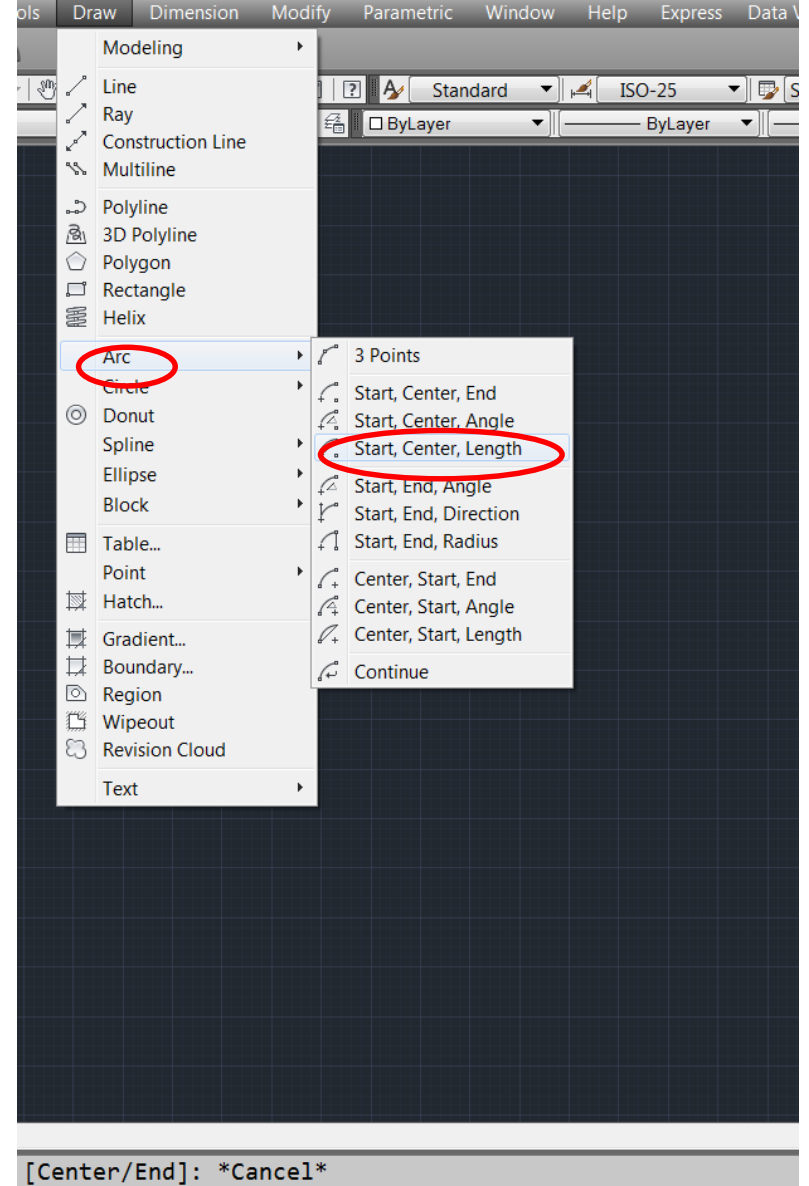 ols Draw Dimension Modify Parametric Window Help Express Data V
Standard ISO-25 S
ByLayer ByLayer
Modeling
Line
Ray
Construction Line
Multiline
Polyline
3D Polyline
Polygon
Rectangle
Helix
Arc
Circle
Donut
Spline
Ellipse
Block
Table...
Point
Hatch...
Gradient...
Boundary...
Region
Wipeout
Revision Cloud
Text
3 Points
Start, Center, End
Start, Center, Angle
Start, Center, Length
Start, End, Angle
Start, End, Direction
Start, End, Radius
Center, Start, End
Center, Start, Angle
Center, Start, Length
Continue
[Center/End]: *Cancel*